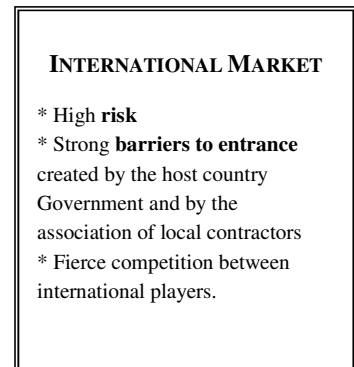 INTERNATIONAL MARKET
* High risk
* Strong barriers to entrance
created by the host country
Government and by the
association of local contractors
* Fierce competition between
international players.